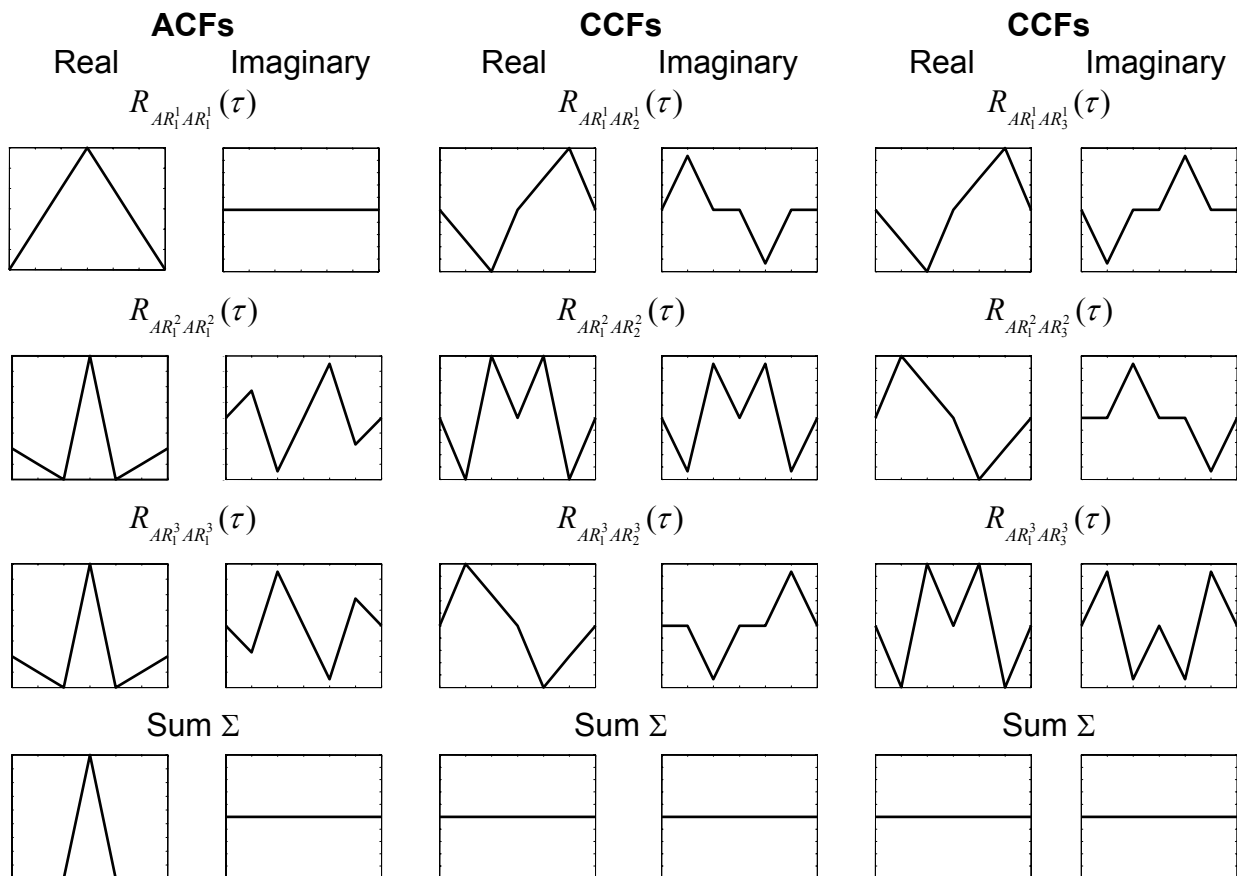 ACFs CCFs CCFs
Real Imaginary Real Imaginary Real Imaginary
R_{AR_1^1 AR_1^1}(τ) R_{AR_1^1 AR_2^1}(τ) R_{AR_1^1 AR_3^1}(τ)
R_{AR_1^2 AR_1^2}(τ) R_{AR_1^2 AR_2^2}(τ) R_{AR_1^2 AR_3^2}(τ)
R_{AR_1^3 AR_1^3}(τ) R_{AR_1^3 AR_2^3}(τ) R_{AR_1^3 AR_3^3}(τ)
Sum Σ Sum Σ Sum Σ